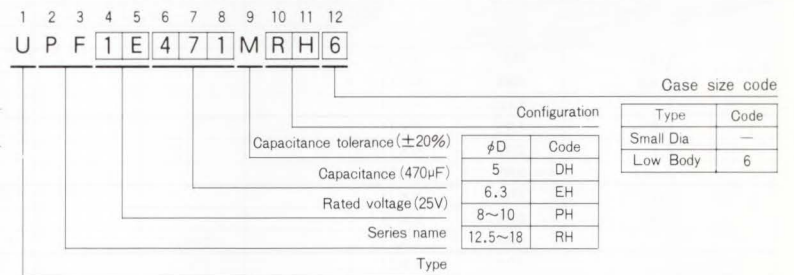 1 2 3 4 5 6 7 8 9 10 11 12
U P F 1 E 4 7 1 M R H 6
Case size code
Type Code
Small Dia —
Low Body 6
Configuration
φD Code
5 DH
6.3 EH
8~10 PH
12.5~18 RH
Capacitance tolerance (±20%)
Capacitance (470μF)
Rated voltage (25V)
Series name
Type